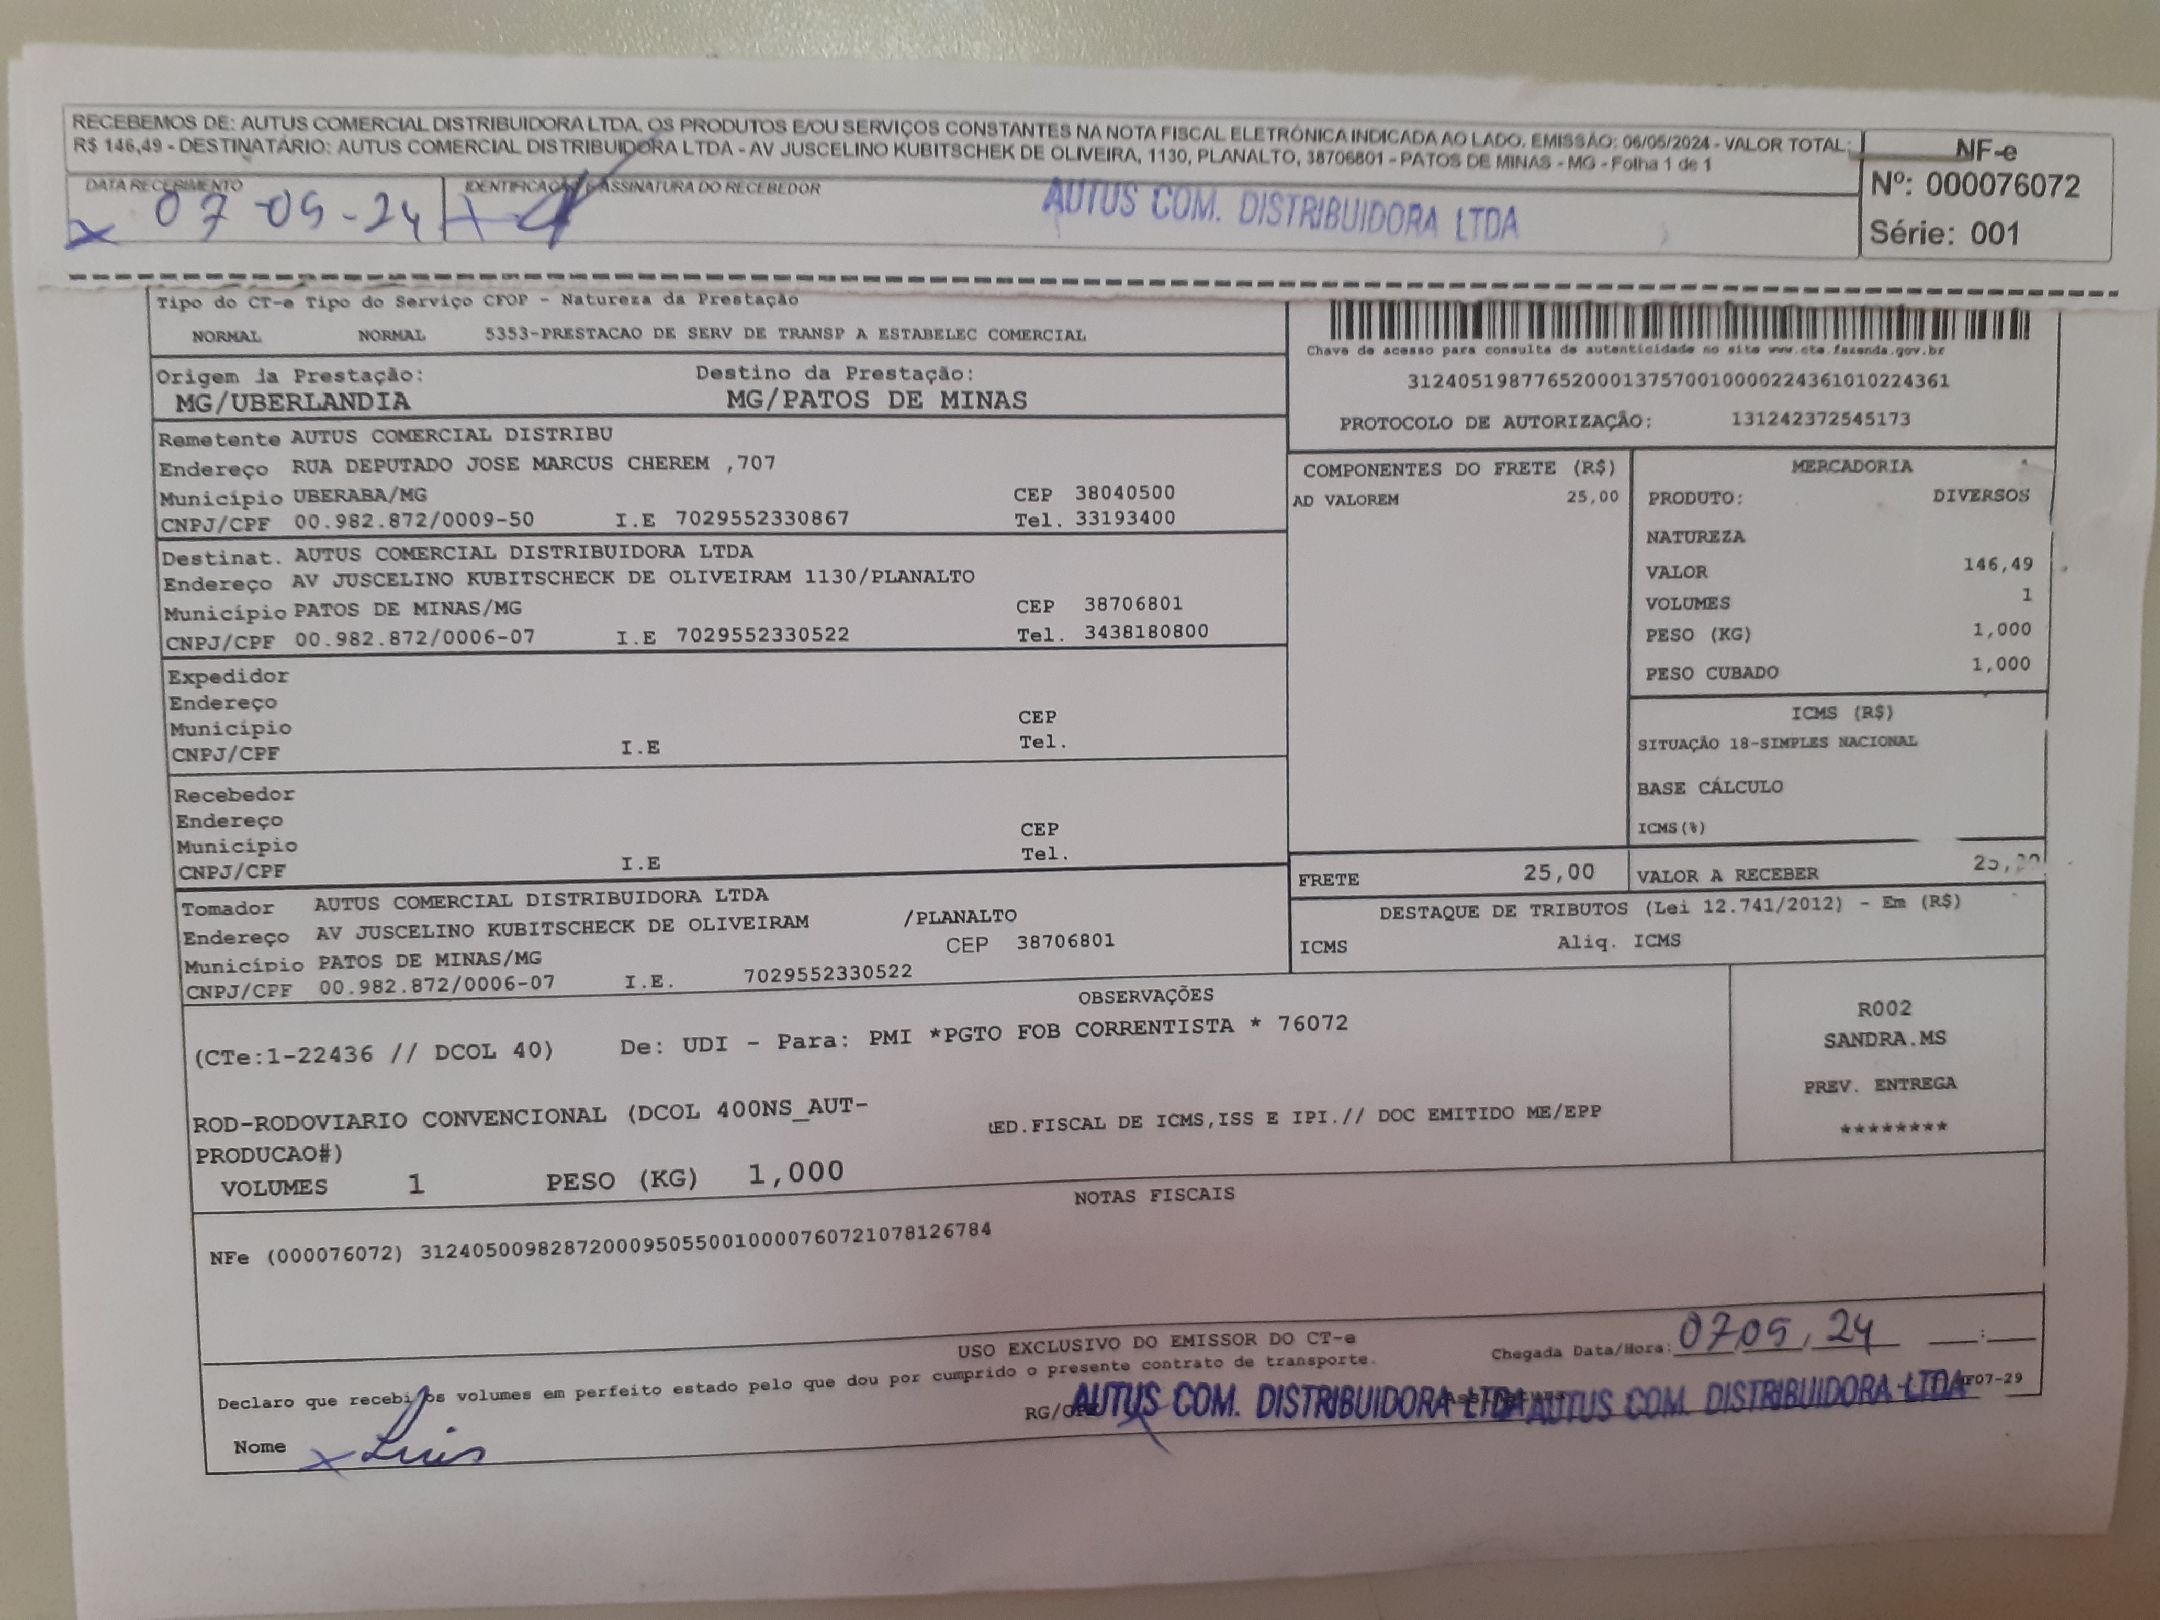 RECEBEMOS DE: AUTUS COMERCIAL DISTRIBUIDORA LTDA. OS PRODUTOS E/OU SERVIÇOS CONSTANTES NA NOTA FISCAL ELETRÔNICA INDICADA AO LADO. EMISSÃO: 06/05/2024 - VALOR TOTAL:
R$ 146,49 - DESTINATÁRIO: AUTUS COMERCIAL DISTRIBUIDORA LTDA - AV JUSCELINO KUBITSCHEK DE OLIVEIRA, 1130, PLANALTO, 38706801 - PATOS DE MINAS - MG - Folha 1 de 1
NF-e
Nº: 000076072
Série: 001
DATA RECEBIMENTO
07-05-24
IDENTIFICAÇÃO E ASSINATURA DO RECEBEDOR
AUTUS COM. DISTRIBUIDORA LTDA
Tipo do CT-e Tipo do Serviço CFOP - Natureza da Prestação
NORMAL NORMAL 5353-PRESTACAO DE SERV DE TRANSP A ESTABELEC COMERCIAL
Origem da Prestação: Destino da Prestação:
MG/UBERLANDIA MG/PATOS DE MINAS
Chave de acesso para consulta de autenticidade no site www.cte.fazenda.gov.br
31240519877652000137570010000224361010224361
PROTOCOLO DE AUTORIZAÇÃO: 131242372545173
Remetente AUTUS COMERCIAL DISTRIBU
Endereço RUA DEPUTADO JOSE MARCUS CHEREM ,707
Município UBERABA/MG CEP 38040500
CNPJ/CPF 00.982.872/0009-50 I.E 7029552330867 Tel. 33193400
Destinat. AUTUS COMERCIAL DISTRIBUIDORA LTDA
Endereço AV JUSCELINO KUBITSCHECK DE OLIVEIRAM 1130/PLANALTO
Município PATOS DE MINAS/MG CEP 38706801
CNPJ/CPF 00.982.872/0006-07 I.E 7029552330522 Tel. 3438180800
Expedidor
Endereço
Município CEP
CNPJ/CPF I.E Tel.
Recebedor
Endereço
Município CEP
CNPJ/CPF I.E Tel.
Tomador AUTUS COMERCIAL DISTRIBUIDORA LTDA
Endereço AV JUSCELINO KUBITSCHECK DE OLIVEIRAM /PLANALTO
Município PATOS DE MINAS/MG CEP 38706801
CNPJ/CPF 00.982.872/0006-07 I.E. 7029552330522
COMPONENTES DO FRETE (R$)
AD VALOREM 25,00
MERCADORIA
PRODUTO: DIVERSOS
NATUREZA
VALOR 146,49
VOLUMES 1
PESO (KG) 1,000
PESO CUBADO 1,000
ICMS (R$)
SITUAÇÃO 18-SIMPLES NACIONAL
BASE CÁLCULO
ICMS(%)
FRETE 25,00 VALOR A RECEBER
DESTAQUE DE TRIBUTOS (Lei 12.741/2012) - Em (R$)
ICMS Aliq. ICMS
OBSERVAÇÕES
(CTe:1-22436 // DCOL 40) De: UDI - Para: PMI *PGTO FOB CORRENTISTA * 76072
ROD-RODOVIARIO CONVENCIONAL (DCOL 400NS_AUT-
PRODUCAO#)
ED.FISCAL DE ICMS,ISS E IPI.// DOC EMITIDO ME/EPP
VOLUMES 1 PESO (KG) 1,000
R002
SANDRA.MS
PREV. ENTREGA
********
NOTAS FISCAIS
NFe (000076072) 31240500982872000950550010000760721078126784
USO EXCLUSIVO DO EMISSOR DO CT-e
Declaro que recebi os volumes em perfeito estado pelo que dou por cumprido o presente contrato de transporte.
Chegada Data/Hora: 07 05, 24 __:__
Nome x Luis
RG/
AUTUS COM. DISTRIBUIDORA LTDA
AUTUS COM. DISTRIBUIDORA LTDA
F07-29